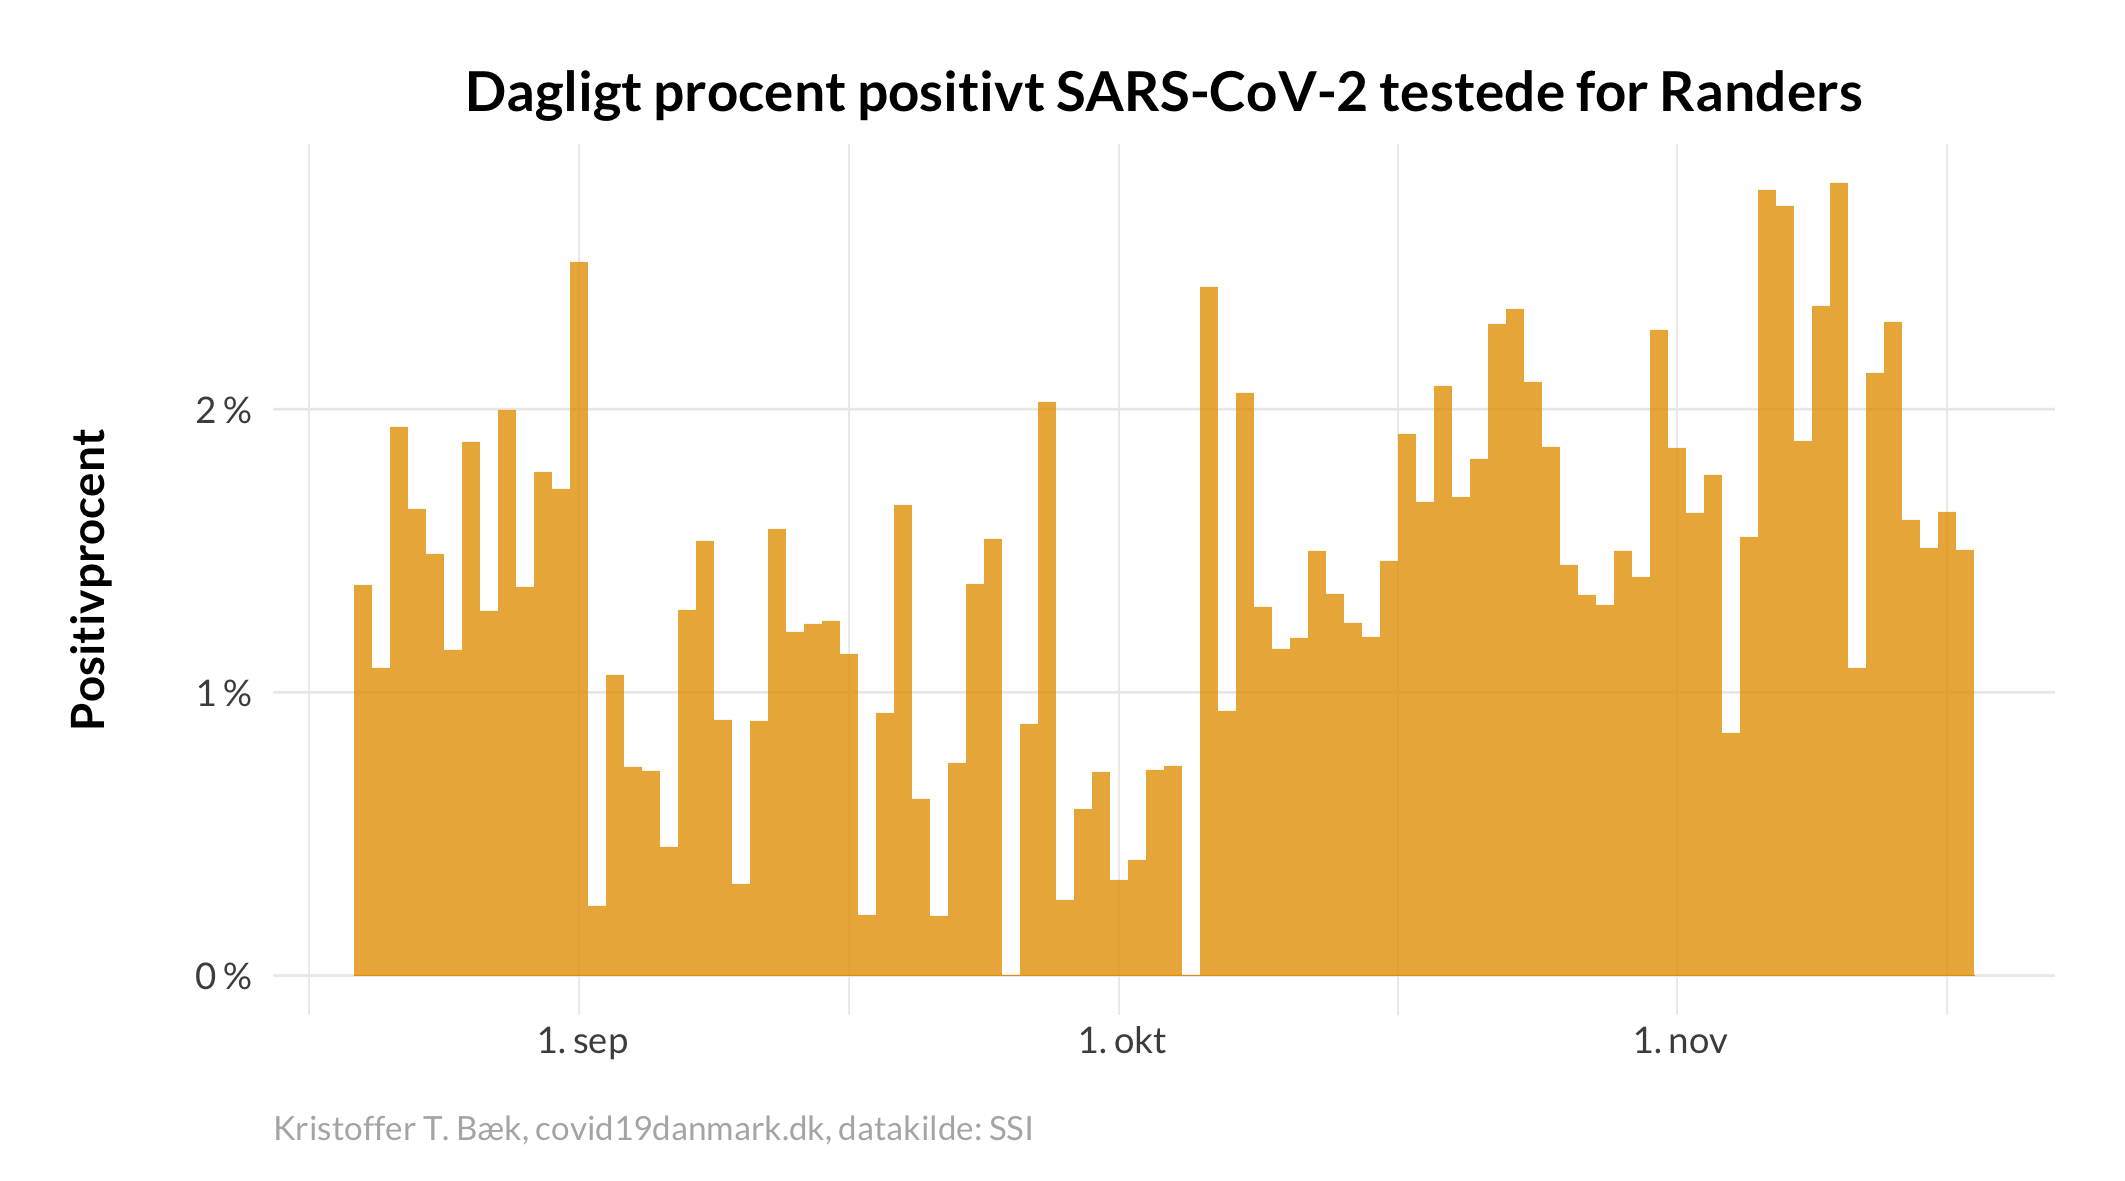 Dagligt procent positivt SARS-CoV-2 testede for Randers
Positivprocent
2 %
1 %
0 %
1. sep
1. okt
1. nov
Kristoffer T. Bæk, covid19danmark.dk, datakilde: SSI